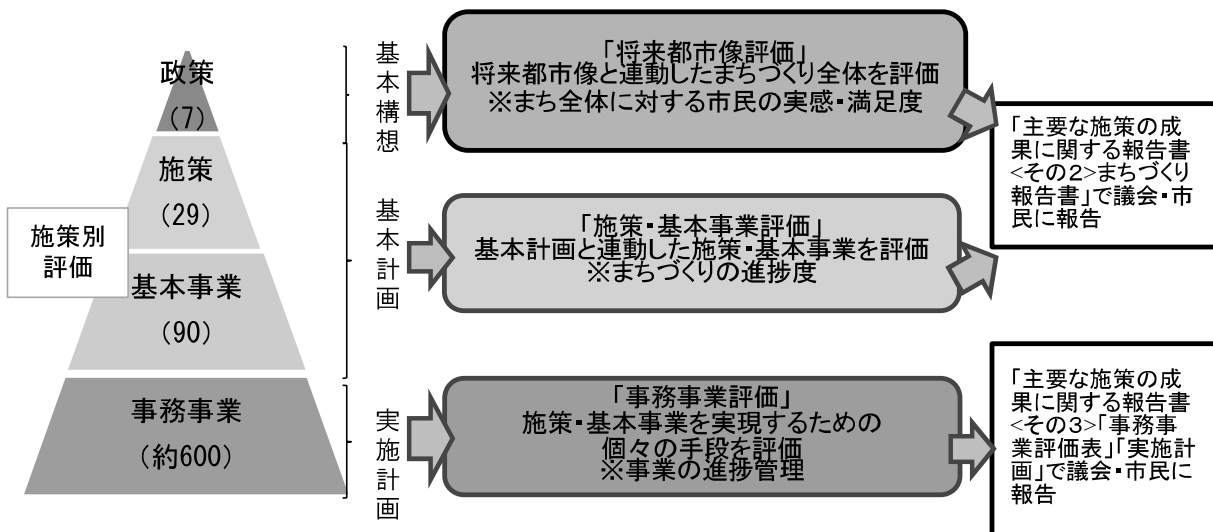 政策
(7)
施策
(29)
施策別
評価
基本事業
(90)
事務事業
(約600)
基本構想
基本計画
実施計画
「将来都市像評価」
将来都市像と連動したまちづくり全体を評価
※まち全体に対する市民の実感・満足度
「施策・基本事業評価」
基本計画と連動した施策・基本事業を評価
※まちづくりの進捗度
「事務事業評価」
施策・基本事業を実現するための
個々の手段を評価
※事業の進捗管理
「主要な施策の成
果に関する報告書
<その2>まちづくり
報告書」で議会・市
民に報告
「主要な施策の成
果に関する報告書
<その3>「事務事
業評価表」「実施計
画」で議会・市民に
報告